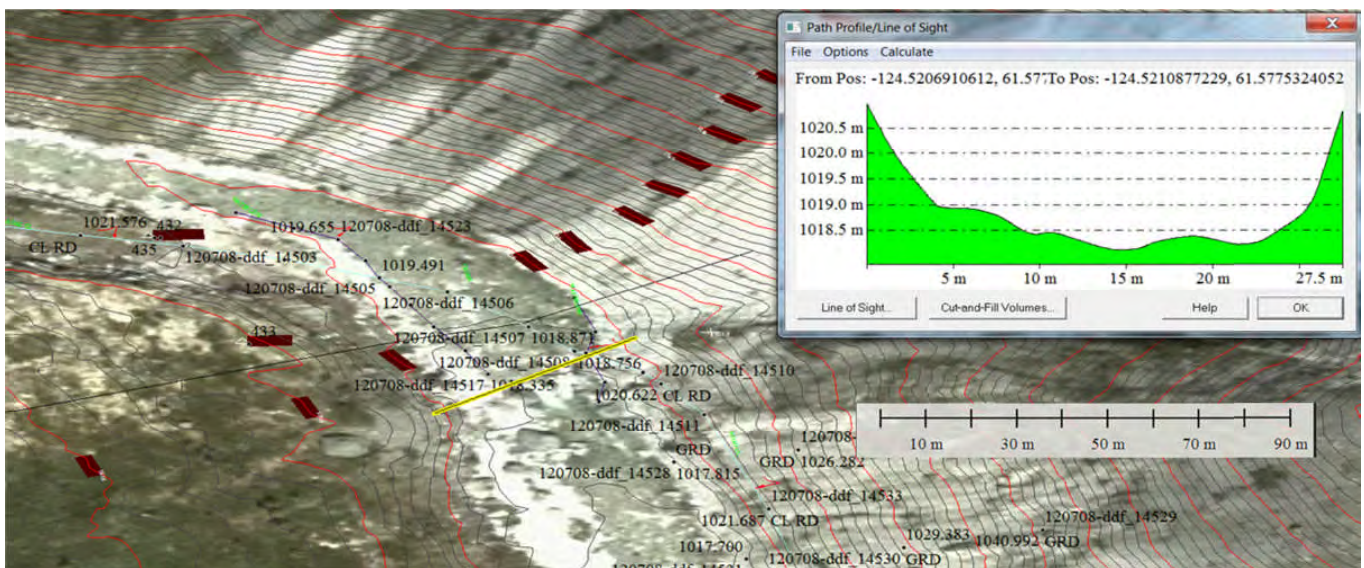 Path Profile/Line of Sight
File Options Calculate
From Pos: -124.5206910612, 61.577To Pos: -124.5210877229, 61.5775324052
1020.5 m
1020.0 m
1019.5 m
1019.0 m
1018.5 m
5 m 10 m 15 m 20 m 27.5 m
Line of Sight... Cut-and-Fill Volumes... Help OK
1021.576 432
CL RD 435
120708-ddf_14503
1019.655 120708-ddf_14523
1019.491
120708-ddf_14505
120708-ddf_14506
433
120708-ddf_14507 1018.871
120708-ddf_14508 1018.756
120708-ddf_14510
120708-ddf_14517
1020.622 CL RD
120708-ddf_14511
GRD
10 m 30 m 50 m 70 m 90 m
120708-
GRD 1026.282
120708-ddf_14528 1017.815
120708-ddf_14533
1021.687 CL RD
120708-ddf_14529
1029.383 1040.992 GRD
1017.700
120708-ddf_14530 GRD